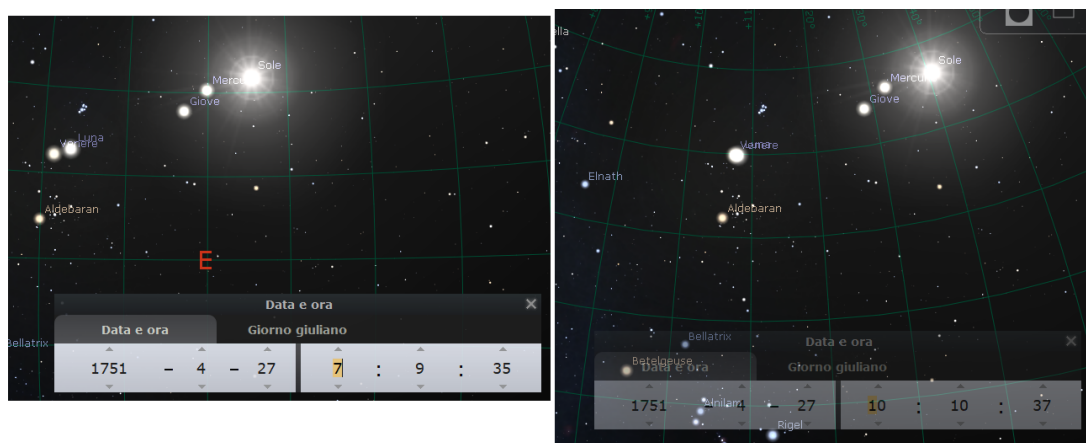 Sole
Mercurio
Giove
Luna
Venere
Aldebaran
E
Bellatrix
Data e ora
Data e ora Giorno giuliano
1751 - 4 - 27 7 : 9 : 35
Sole
Mercurio
Giove
Luna
Venere
Elnath
Aldebaran
Bellatrix
Betelgeuse
Alnilam
Rigel
Data e ora
Data e ora Giorno giuliano
1751 - 4 - 27 10 : 10 : 37